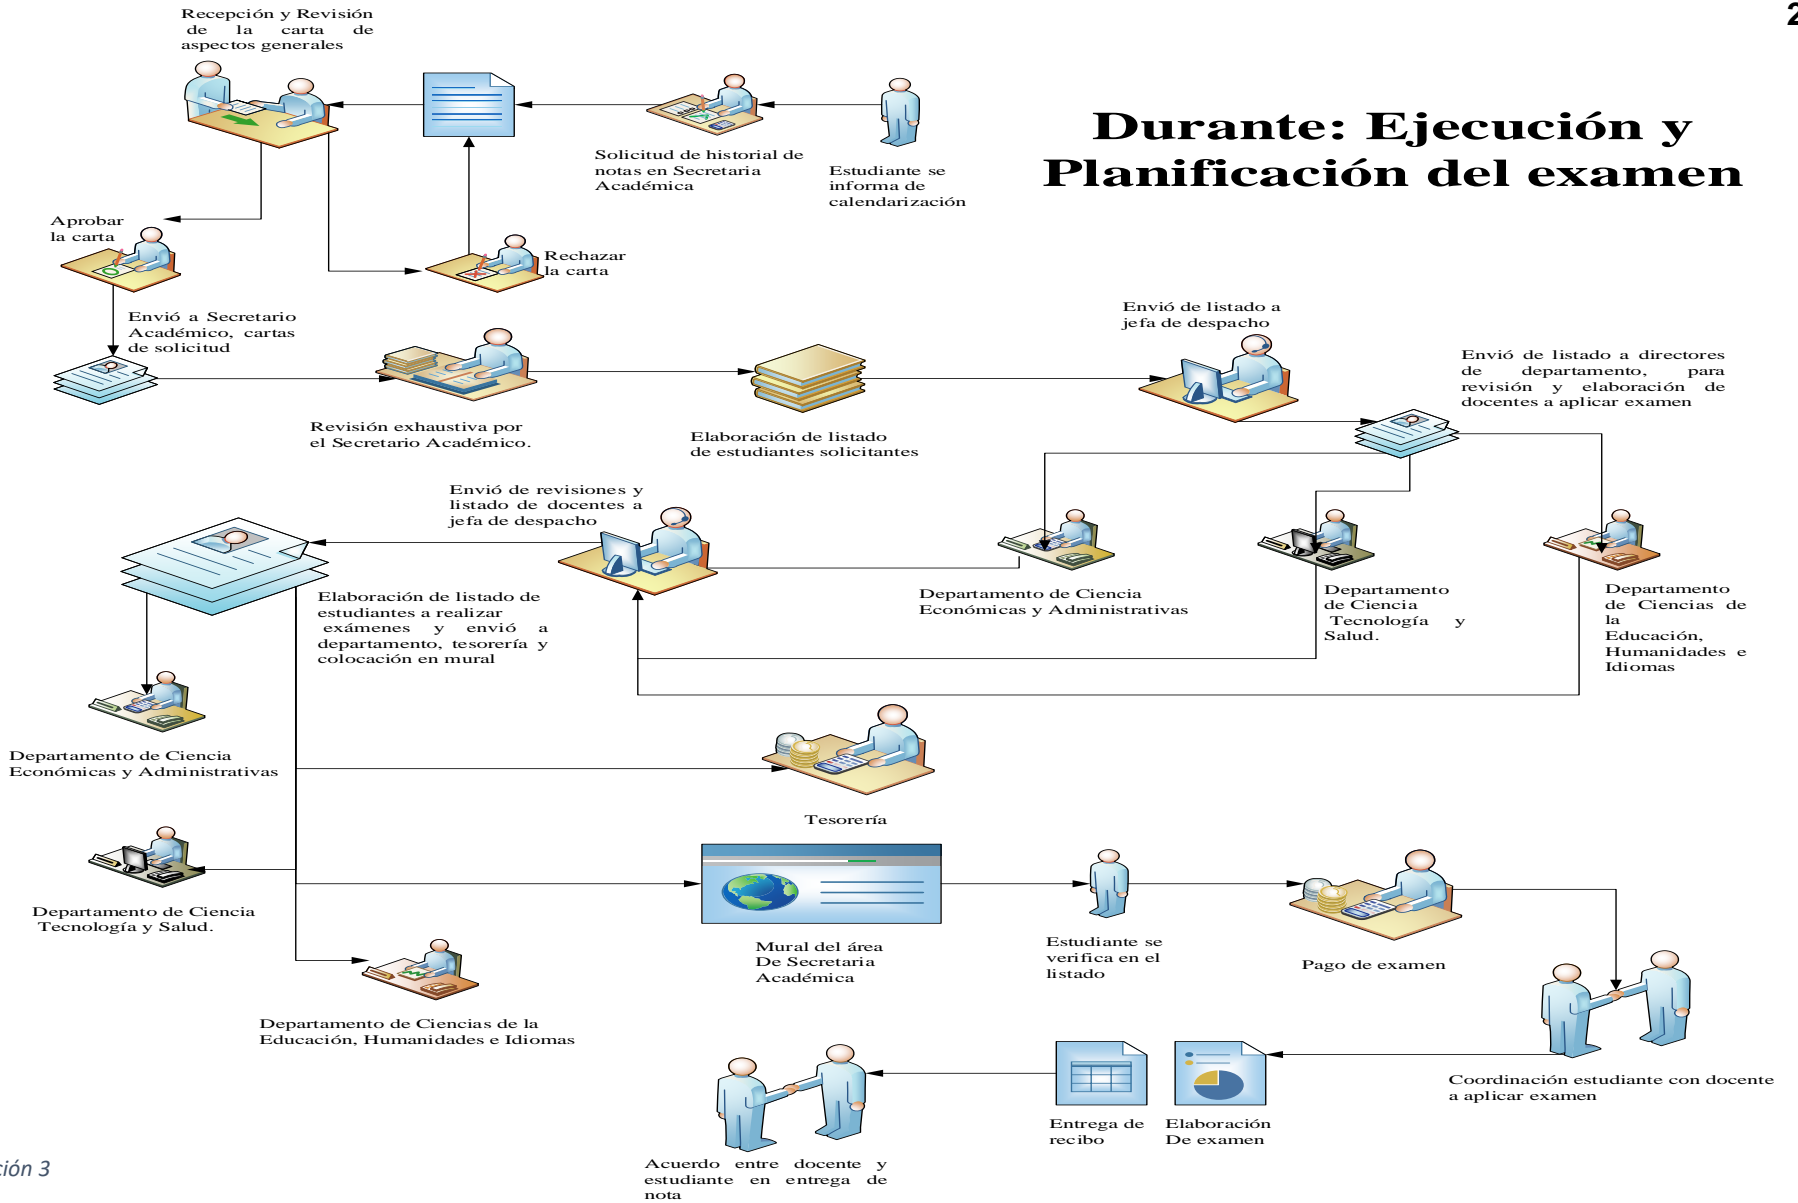 2
Recepción y Revisión
de la carta de
aspectos generales
Durante: Ejecución y
Planificación del examen
Solicitud de historial de
notas en Secretaria
Académica
Estudiante se
informa de
calendarización
Aprobar
la carta
Rechazar
la carta
Envió a Secretario
Académico, cartas
de solicitud
Envió de listado a
jefa de despacho
Envió de listado a directores
de departamento, para
revisión y elaboración de
docentes a aplicar examen
Revisión exhaustiva por
el Secretario Académico.
Elaboración de listado
de estudiantes solicitantes
Envió de revisiones y
listado de docentes a
jefa de despacho
Elaboración de listado de
estudiantes a realizar
exámenes y envió a
departamento, tesorería y
colocación en mural
Departamento de Ciencia
Económicas y Administrativas
Departamento
de Ciencia
Tecnología y
Salud.
Departamento
de Ciencias de
la
Educación,
Humanidades e
Idiomas
Departamento de Ciencia
Económicas y Administrativas
Tesorería
Departamento de Ciencia
Tecnología y Salud.
Mural del área
De Secretaria
Académica
Estudiante se
verifica en el
listado
Pago de examen
Departamento de Ciencias de la
Educación, Humanidades e Idiomas
Coordinación estudiante con docente
a aplicar examen
Entrega de
recibo
Elaboración
De examen
Acuerdo entre docente y
estudiante en entrega de
nota
ción 3